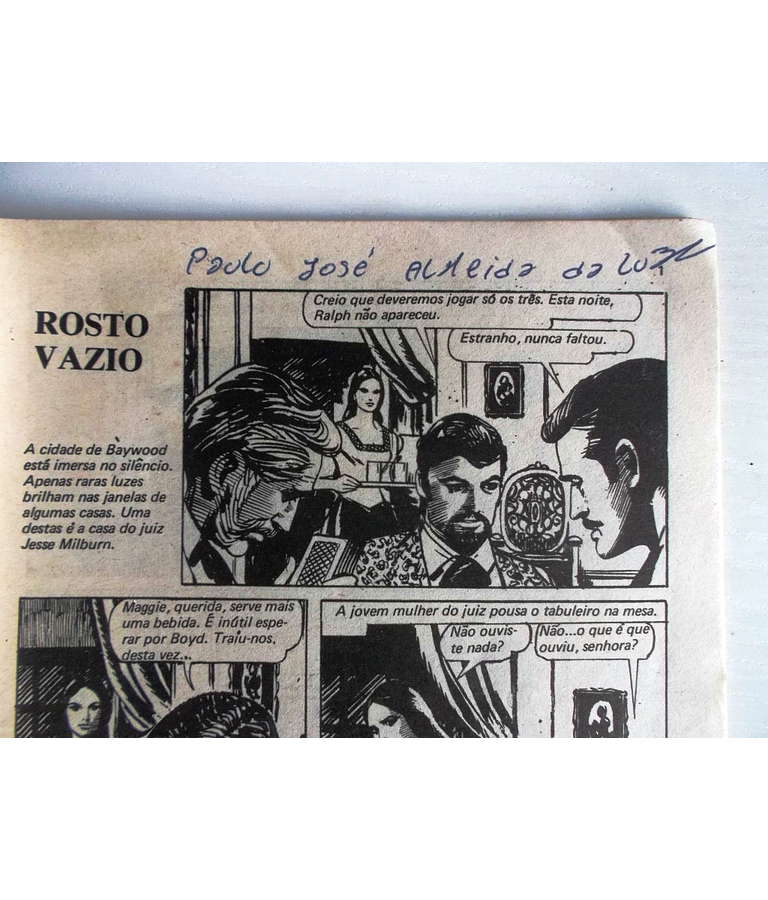 Paulo José Almeida da Luz
ROSTO
VAZIO
A cidade de Baywood
está imersa no silêncio.
Apenas raras luzes
brilham nas janelas de
algumas casas. Uma
destas é a casa do juiz
Jesse Milburn.
Creio que deveremos jogar só os três. Esta noite,
Ralph não apareceu.
Estranho, nunca faltou.
Maggie, querida, serve mais
uma bebida. É inútil espe-
rar por Boyd. Traíu-nos,
desta vez...
A jovem mulher do juiz pousa o tabuleiro na mesa.
Não ouvis-
te nada?
Não...o que é que
ouviu, senhora?